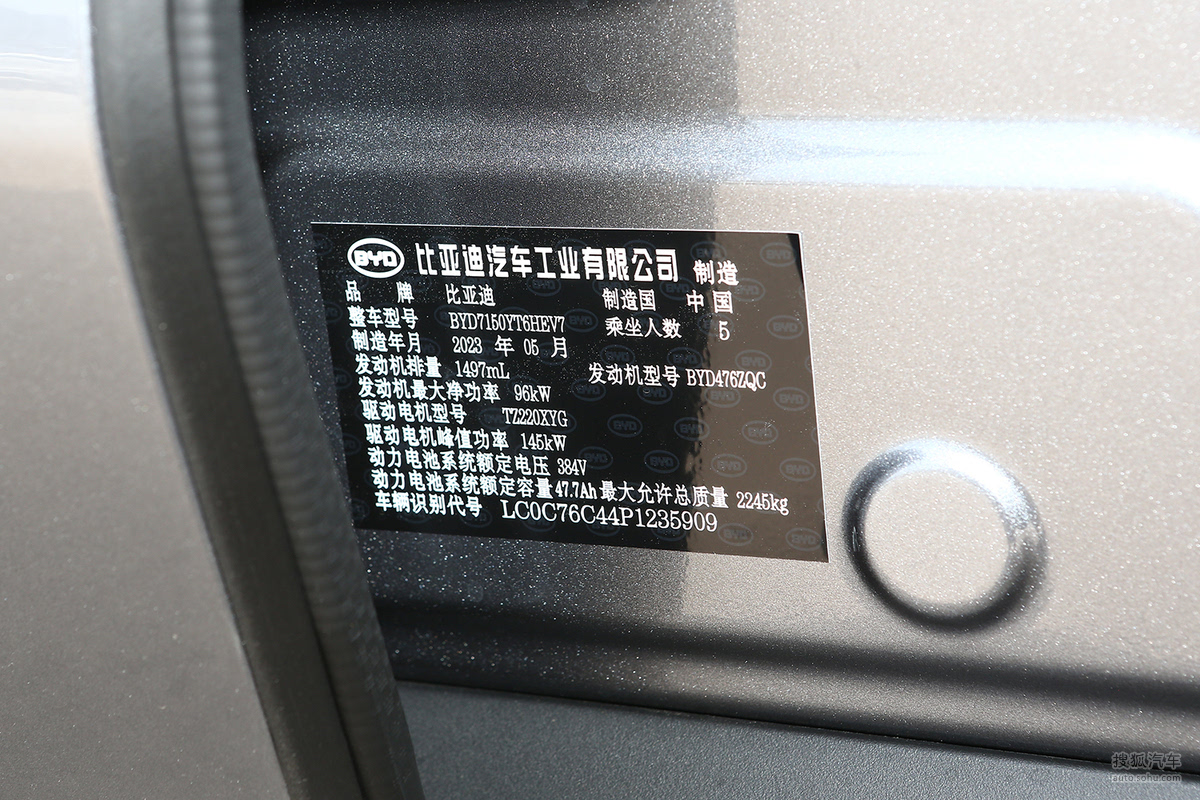 BYD 比亚迪汽车工业有限公司 制造
品 牌 比亚迪 制造国 中国
整车型号 BYD7150YT6HEV7 乘坐人数 5
制造年月 2023 年 05 月
发动机排量 1497mL 发动机型号 BYD476ZQC
发动机最大净功率 96kW
驱动电机型号 TZ220XYG
驱动电机峰值功率 145kW
动力电池系统额定电压 384V
动力电池系统额定容量 47.7Ah 最大允许总质量 2245kg
车辆识别代号 LC0C76C44P1235909
搜狐汽车
auto.sohu.com